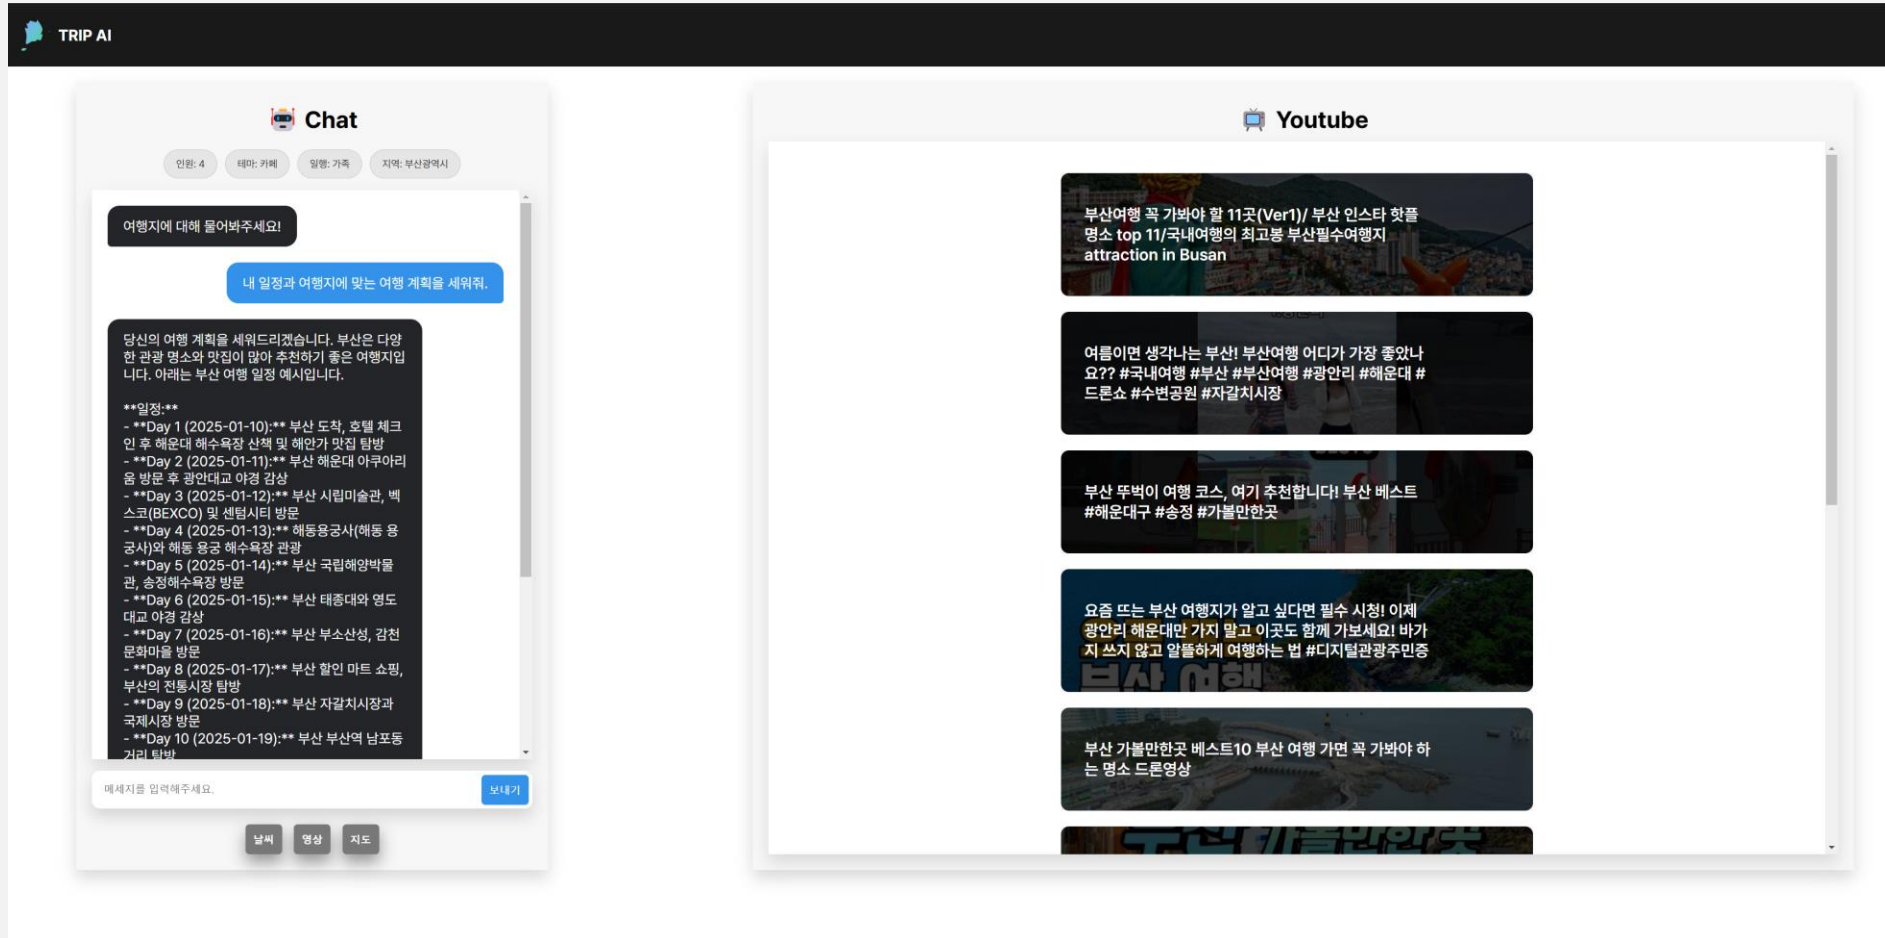 TRIP AI
Chat
인원: 4
테마: 카페
일행: 가족
지역: 부산광역시
여행지에 대해 물어봐주세요!
내 일정과 여행지에 맞는 여행 계획을 세워줘.
당신의 여행 계획을 세워드리겠습니다. 부산은 다양
한 관광 명소와 맛집이 많아 추천하기 좋은 여행지입
니다. 아래는 부산 여행 일정 예시입니다.
**일정:**
- **Day 1 (2025-01-10):** 부산 도착, 호텔 체크
인 후 해운대 해수욕장 산책 및 해안가 맛집 탐방
- **Day 2 (2025-01-11):** 부산 해운대 아쿠아리
움 방문 후 광안대교 야경 감상
- **Day 3 (2025-01-12):** 부산 시립미술관, 벡
스코(BEXCO) 및 센텀시티 방문
- **Day 4 (2025-01-13):** 해동용궁사(해동 용
궁사)와 해동 용궁 해수욕장 관광
- **Day 5 (2025-01-14):** 부산 국립해양박물
관, 송정해수욕장 방문
- **Day 6 (2025-01-15):** 부산 태종대와 영도
대교 야경 감상
- **Day 7 (2025-01-16):** 부산 부소산성, 감천
문화마을 방문
- **Day 8 (2025-01-17):** 부산 할인 마트 쇼핑,
부산의 전통시장 탐방
- **Day 9 (2025-01-18):** 부산 자갈치시장과
국제시장 방문
- **Day 10 (2025-01-19):** 부산 부산역 남포동
거리 탐방
메세지를 입력해주세요.
보내기
날씨
영상
지도
Youtube
부산여행 꼭 가봐야 할 11곳(Ver1)/ 부산 인스타 핫플
명소 top 11/국내여행의 최고봉 부산필수여행지
attraction in Busan
여름이면 생각나는 부산! 부산여행 어디가 가장 좋았나
요?? #국내여행 #부산 #부산여행 #광안리 #해운대 #
드론쇼 #수변공원 #자갈치시장
부산 뚜벅이 여행 코스, 여기 추천합니다! 부산 베스트
#해운대구 #송정 #가볼만한곳
요즘 뜨는 부산 여행지가 알고 싶다면 필수 시청! 이제
광안리 해운대만 가지 말고 이곳도 함께 가보세요! 바가
지 쓰지 않고 알뜰하게 여행하는 법 #디지털관광주민증
부산 여행
부산 가볼만한곳 베스트10 부산 여행 가면 꼭 가봐야 하
는 명소 드론영상
부산 가볼만한 곳